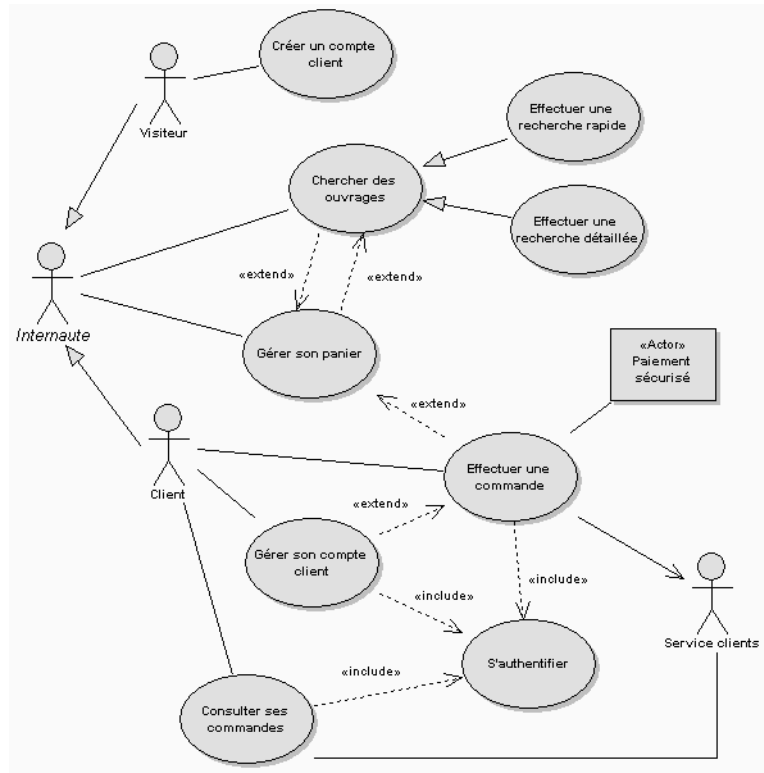 Créer un compte
client
Visiteur
Effectuer une
recherche rapide
Chercher des
ouvrages
Effectuer une
recherche détaillée
«extend»
«extend»
Internaute
Gérer son panier
«Actor»
Paiement
sécurisé
«extend»
Client
Effectuer une
commande
«extend»
Gérer son compte
client
«include»
«include»
Service clients
S'authentifier
«include»
Consulter ses
commandes